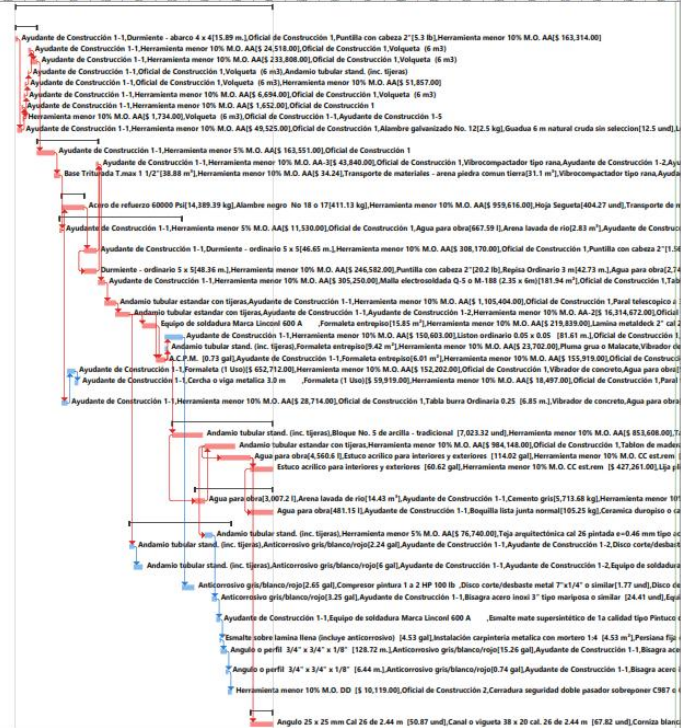 Ayudante de Construcción 1-1,Durmiente - abarco 4 x 4[15.89 m.],Oficial de Construcción 1,Puntilla con cabeza 2"[5.3 lb],Herramienta menor 10% M.O. AA[$ 163,314.00]
Ayudante de Construcción 1-1,Herramienta menor 10% M.O. AA[$ 24,518.00],Oficial de Construcción 1,Volqueta (6 m3)
Ayudante de Construcción 1-1,Herramienta menor 10% M.O. AA[$ 233,808.00],Oficial de Construcción 1,Volqueta (6 m3)
Ayudante de Construcción 1-1,Oficial de Construcción 1,Volqueta (6 m3),Andamio tubular stand. (inc. tijeras)
Ayudante de Construcción 1-1,Oficial de Construcción 1,Volqueta (6 m3),Herramienta menor 10% M.O. AA[$ 51,857.00]
Ayudante de Construcción 1-1,Herramienta menor 10% M.O. AA[$ 6,694.00],Oficial de Construcción 1,Volqueta (6 m3)
Ayudante de Construcción 1-1,Herramienta menor 10% M.O. AA[$ 1,652.00],Oficial de Construcción 1
Herramienta menor 10% M.O. AA[$ 1,734.00],Volqueta (6 m3),Oficial de Construcción 1-1,Ayudante de Construcción 1-5
Ayudante de Construcción 1-1,Herramienta menor 10% M.O. AA[$ 49,525.00],Oficial de Construcción 1,Alambre galvanizado No. 12[2.5 kg],Guadua 6 m natural cruda sin seleccion[12.5 und],L
Ayudante de Construcción 1-1,Herramienta menor 5% M.O. AA[$ 163,551.00],Oficial de Construcción 1
Ayudante de Construcción 1-1,Herramienta menor 10% M.O. AA-3[$ 43,840.00],Oficial de Construcción 1,Vibrocompactador tipo rana,Ayudante de Construcción 1-2,Ayu
Base Triturada T.max 1 1/2"[38.88 m³],Herramienta menor 10% M.O. AA[$ 34.24],Transporte de materiales - arena piedra comun tierra[31.1 m³],Vibrocompactador tipo rana,Ayuda
Acero de refuerzo 60000 Psi[14,389.39 kg],Alambre negro No 18 o 17[411.13 kg],Herramienta menor 10% M.O. AA[$ 959,616.00],Hoja Segueta[404.27 und],Transporte de m
Ayudante de Construcción 1-1,Herramienta menor 5% M.O. AA[$ 11,530.00],Oficial de Construcción 1,Agua para obra[667.59 l],Arena lavada de rio[2.83 m³],Ayudante de Construc
Ayudante de Construcción 1-1,Durmiente - ordinario 5 x 5[46.65 m.],Herramienta menor 10% M.O. AA[$ 308,170.00],Oficial de Construcción 1,Puntilla con cabeza 2"[1.5
Durmiente - ordinario 5 x 5[48.36 m.],Herramienta menor 10% M.O. AA[$ 246,582.00],Puntilla con cabeza 2"[20.2 lb],Repisa Ordinario 3 m[42.73 m.],Agua para obra[2,74
Ayudante de Construcción 1-1,Herramienta menor 10% M.O. AA[$ 305,250.00],Malla electrosoldada Q-5 o M-188 (2.35 x 6m)[181.94 m²],Oficial de Construcción 1,Tab
Andamio tubular estandar con tijeras,Ayudante de Construcción 1-1,Herramienta menor 10% M.O. AA[$ 1,105,404.00],Oficial de Construcción 1,Paral telescopico a
Andamio tubular estandar con tijeras,Ayudante de Construcción 1-1,Ayudante de Construcción 1-2,Herramienta menor 10% M.O. AA-2[$ 16,314,672.00],Oficial
Equipo de soldadura Marca Linconl 600 A ,Formaleta entrepiso[15.85 m²],Herramienta menor 10% M.O. AA[$ 219,839.00],Lamina metaldeck 2" cal 2
Ayudante de Construcción 1-1,Herramienta menor 10% M.O. AA[$ 150,603.00],Liston ordinario 0.05 x 0.05 [81.61 m.],Oficial de Construcción 1,
Andamio tubular stand. (inc. tijeras),Formaleta entrepiso[9.42 m²],Herramienta menor 10% M.O. AA[$ 23,702.00],Pluma grua o Malacate,Vibrador de
A.C.P.M. [0.73 gal],Ayudante de Construcción 1-1,Formaleta entrepiso[6.01 m²],Herramienta menor 10% M.O. AA[$ 155,919.00],Oficial de Construcció
Ayudante de Construcción 1-1,Formaleta (1 Uso)[$ 652,712.00],Herramienta menor 10% M.O. AA[$ 152,202.00],Oficial de Construcción 1,Vibrador de concreto,Agua para obra
Ayudante de Construcción 1-1,Cercha o viga metalica 3.0 m ,Formaleta (1 Uso)[$ 59,919.00],Herramienta menor 10% M.O. AA[$ 18,497.00],Oficial de Construcción 1,Paral
Ayudante de Construcción 1-1,Herramienta menor 10% M.O. AA[$ 28,714.00],Oficial de Construcción 1,Tabla burra Ordinaria 0.25 [6.85 m.],Vibrador de concreto,Agua para obra
Andamio tubular stand. (inc. tijeras),Bloque No. 5 de arcilla - tradicional [7,023.32 und],Herramienta menor 10% M.O. AA[$ 853,608.00],T
Andamio tubular estandar con tijeras,Herramienta menor 10% M.O. AA[$ 984,148.00],Oficial de Construcción 1,Tablon de madera
Agua para obra[4,560.6 l],Estuco acrilico para interiores y exteriores [114.02 gal],Herramienta menor 10% M.O. CC est.rem [
Estuco acrilico para interiores y exteriores [60.62 gal],Herramienta menor 10% M.O. CC est.rem [$ 427,261.00],Lija pli
Agua para obra[3,007.2 l],Arena lavada de rio[14.43 m³],Ayudante de Construcción 1-1,Cemento gris[5,713.68 kg],Herramienta menor 10%
Agua para obra[481.15 l],Ayudante de Construcción 1-1,Boquilla lista junta normal[105.25 kg],Ceramica duropiso o ca
Andamio tubular stand. (inc. tijeras),Herramienta menor 5% M.O. AA[$ 76,740.00],Teja arquitectónica cal 26 pintada e=0.46 mm tipo ac
Andamio tubular stand. (inc. tijeras),Anticorrosivo gris/blanco/rojo[2.24 gal],Ayudante de Construcción 1-1,Ayudante de Construcción 1-2,Disco corte/desbast
Andamio tubular stand. (inc. tijeras),Anticorrosivo gris/blanco/rojo[6 gal],Ayudante de Construcción 1-1,Ayudante de Construcción 1-2,Equipo de soldadura
Anticorrosivo gris/blanco/rojo[2.65 gal],Compresor pintura 1 a 2 HP 100 lb ,Disco corte/desbaste metal 7"x1/4" o similar[1.77 und],Disco de
Anticorrosivo gris/blanco/rojo[3.25 gal],Ayudante de Construcción 1-1,Bisagra acero inoxi 3" tipo mariposa o similar [24.41 und],Equ
Ayudante de Construcción 1-1,Equipo de soldadura Marca Linconl 600 A ,Esmalte mate supersintético de 1a calidad tipo Pintuco
Esmalte sobre lamina llena (incluye anticorrosivo) [4.53 gal],Instalación carpinteria metalica con mortero 1:4 [4.53 m²],Persiana fija
Angulo o perfil 3/4" x 3/4" x 1/8" [128.72 m.],Anticorrosivo gris/blanco/rojo[15.26 gal],Ayudante de Construcción 1-1,Bisagra ace
Angulo o perfil 3/4" x 3/4" x 1/8" [6.44 m.],Anticorrosivo gris/blanco/rojo[0.74 gal],Ayudante de Construcción 1-1,Bisagra acero
Herramienta menor 10% M.O. DD [$ 10,119.00],Oficial de Construcción 2,Cerradura seguridad doble pasador sobreponer C987 o
Angulo 25 x 25 mm Cal 26 de 2.44 m [50.87 und],Canal o vigueta 38 x 20 cal. 26 de 2.44 m [67.82 und],Corniza blanc